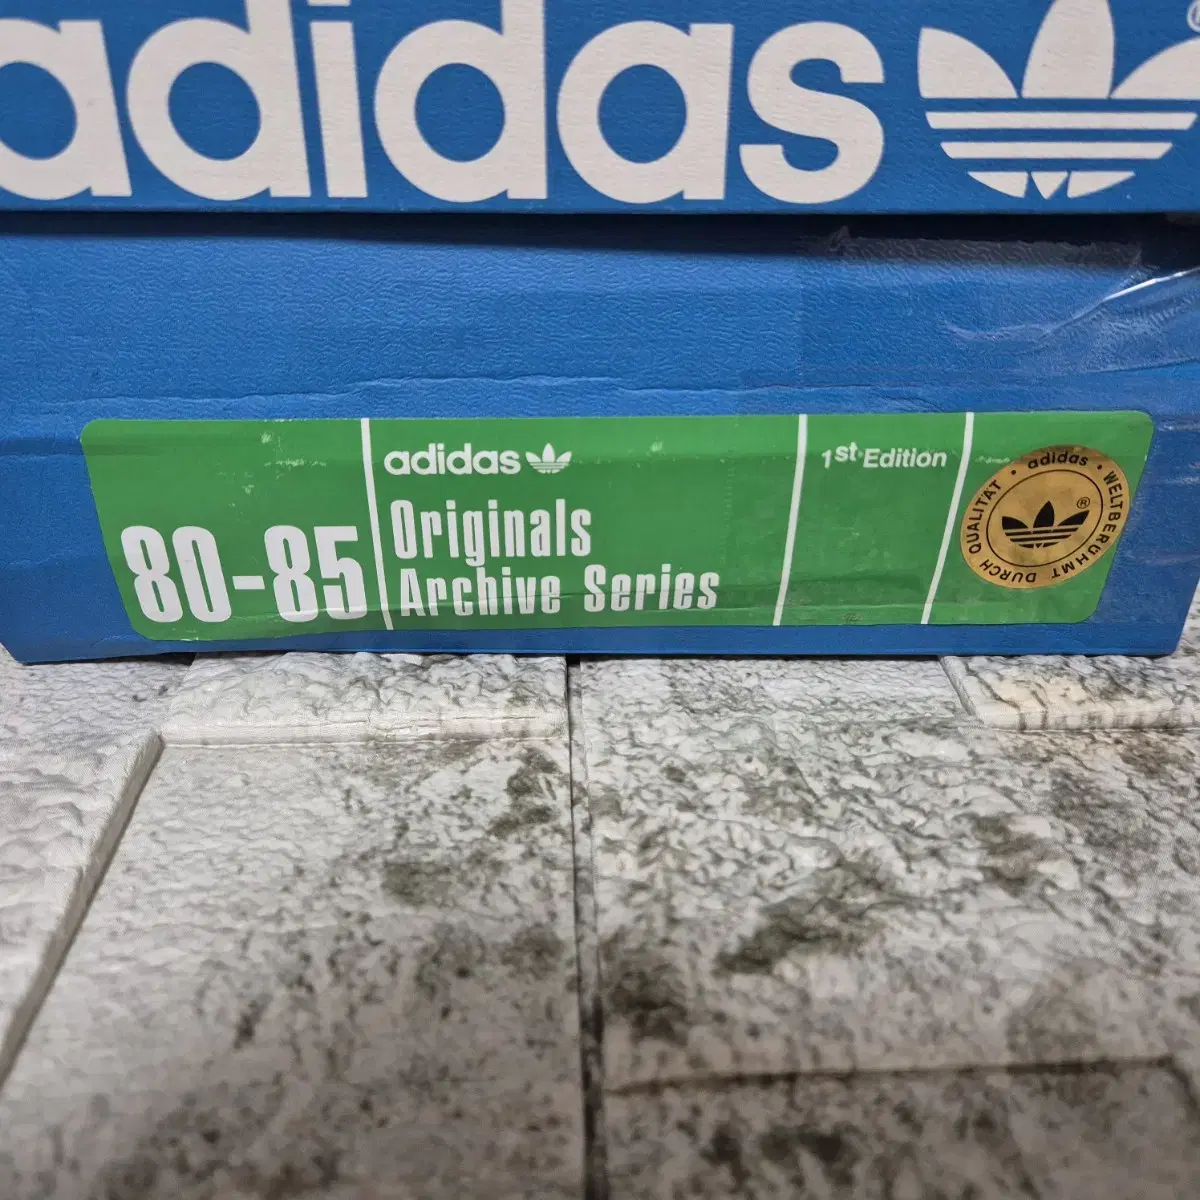 adidas
®
80-85
adidas
Originals
Archive Series
1st Edition
adidas • WELTBERÜHMT DURCH QUALITÄT •
®